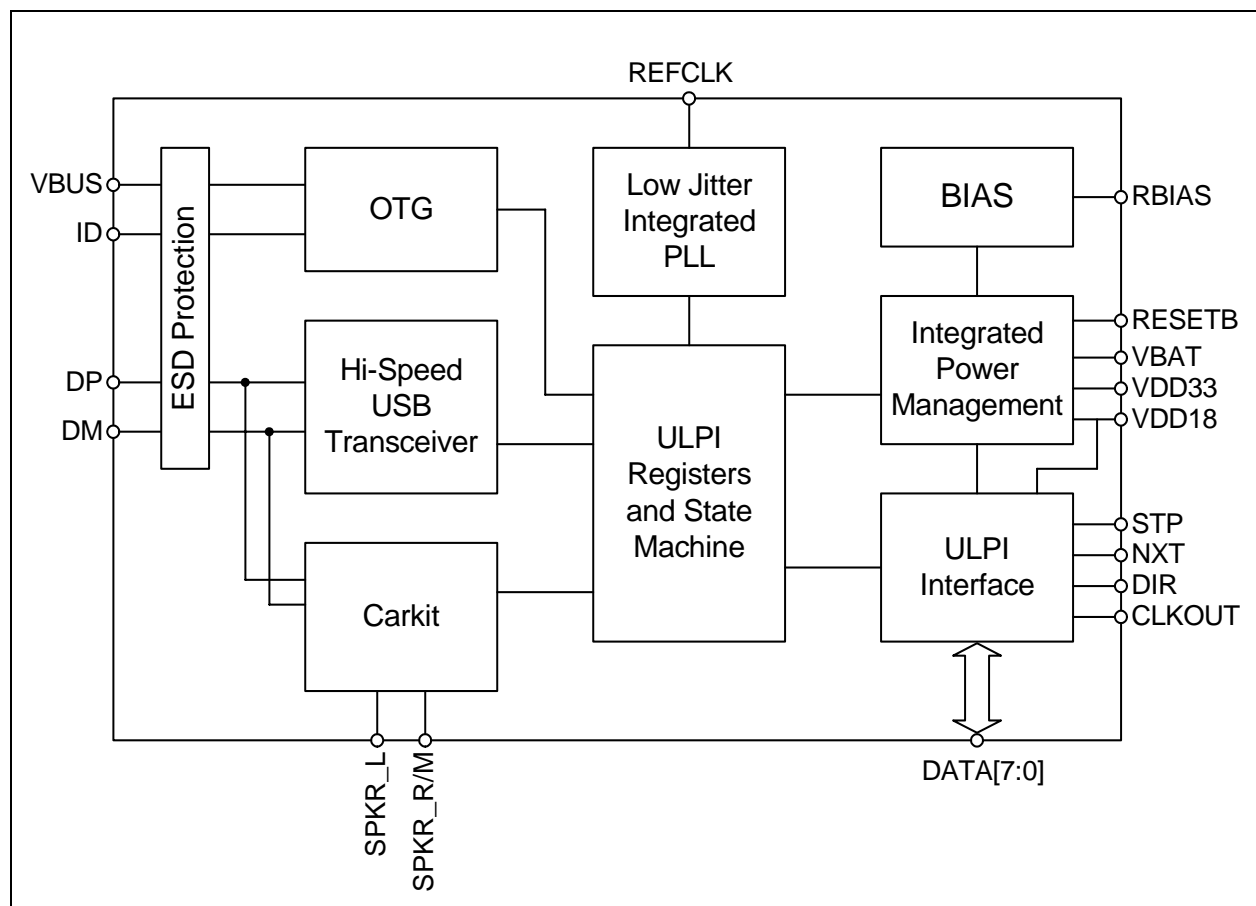 REFCLK
VBUS
ID
DP
DM
ESD Protection
OTG
Hi-Speed
USB
Transceiver
Carkit
Low Jitter
Integrated
PLL
ULPI
Registers
and State
Machine
BIAS
Integrated
Power
Management
ULPI
Interface
RBIAS
RESETB
VBAT
VDD33
VDD18
STP
NXT
DIR
CLKOUT
SPKR_L
SPKR_R/M
DATA[7:0]